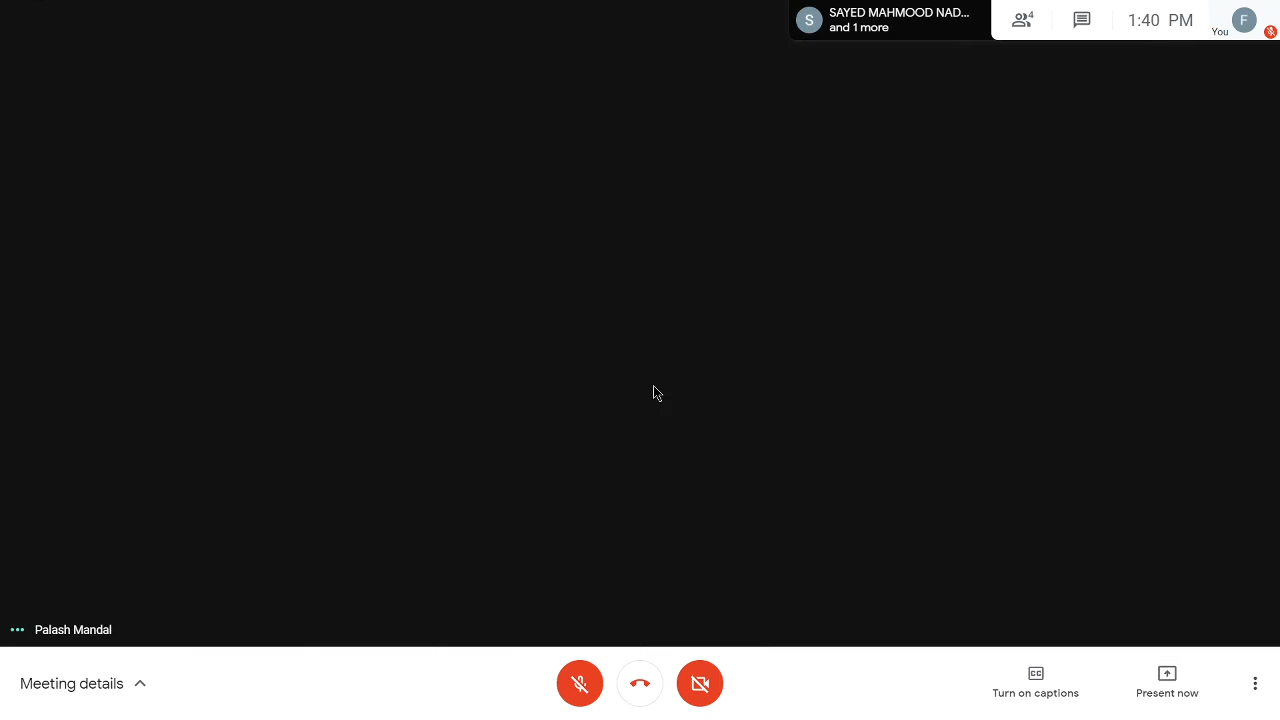 S
SAYED MAHMOOD NAD...
and 1 more
4
1:40 PM
You
F
Palash Mandal
Meeting details
CC
Turn on captions
Present now